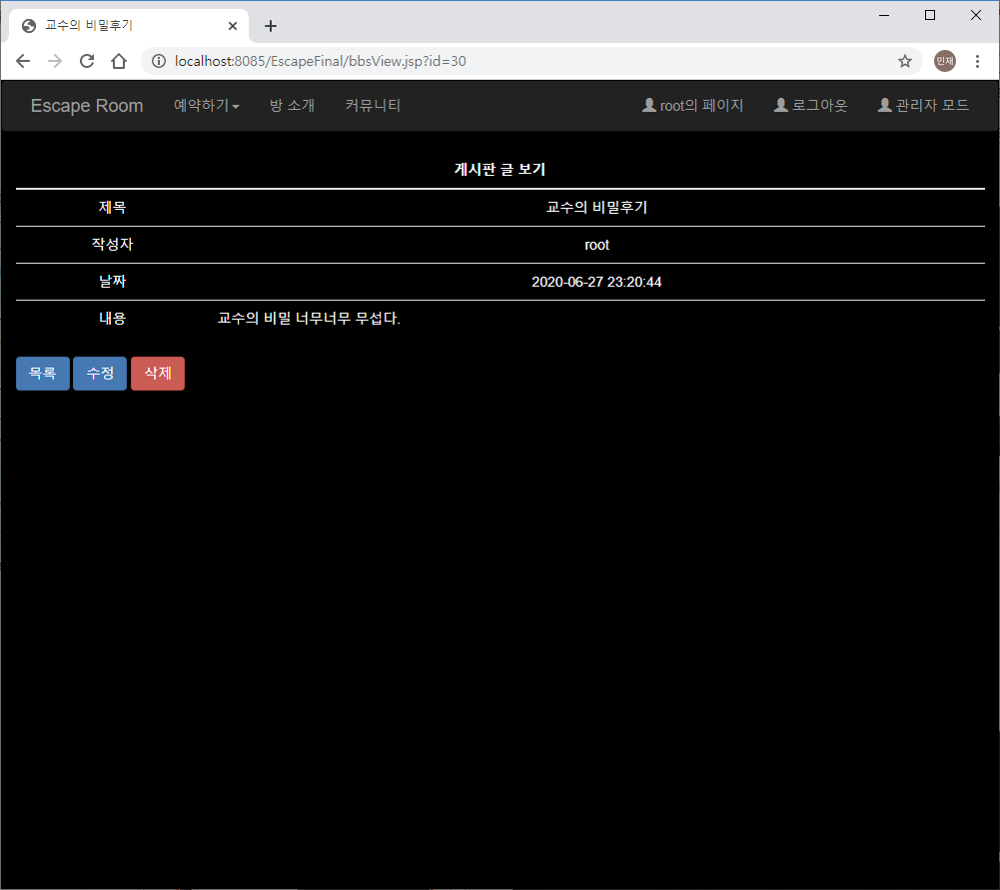 교수의 비밀후기
localhost:8085/EscapeFinal/bbsView.jsp?id=30
민재
Escape Room 예약하기 방 소개 커뮤니티 root의 페이지 로그아웃 관리자 모드
게시판 글 보기
제목 교수의 비밀후기
작성자 root
날짜 2020-06-27 23:20:44
내용 교수의 비밀 너무너무 무섭다.
목록 수정 삭제